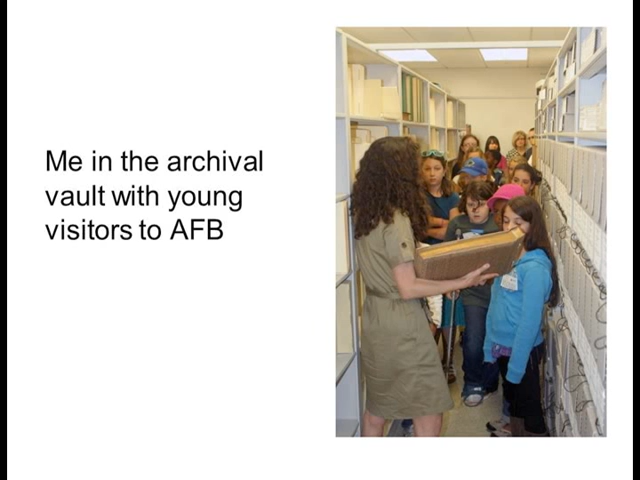 Me in the archival
vault with young
visitors to AFB